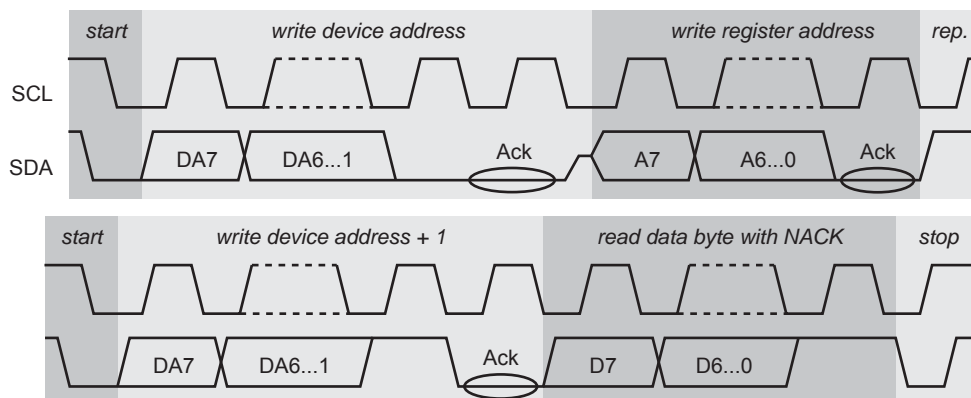 start write device address write register address rep.
SCL
SDA DA7 DA6...1 Ack A7 A6...0 Ack
start write device address + 1 read data byte with NACK stop
DA7 DA6...1 Ack D7 D6...0